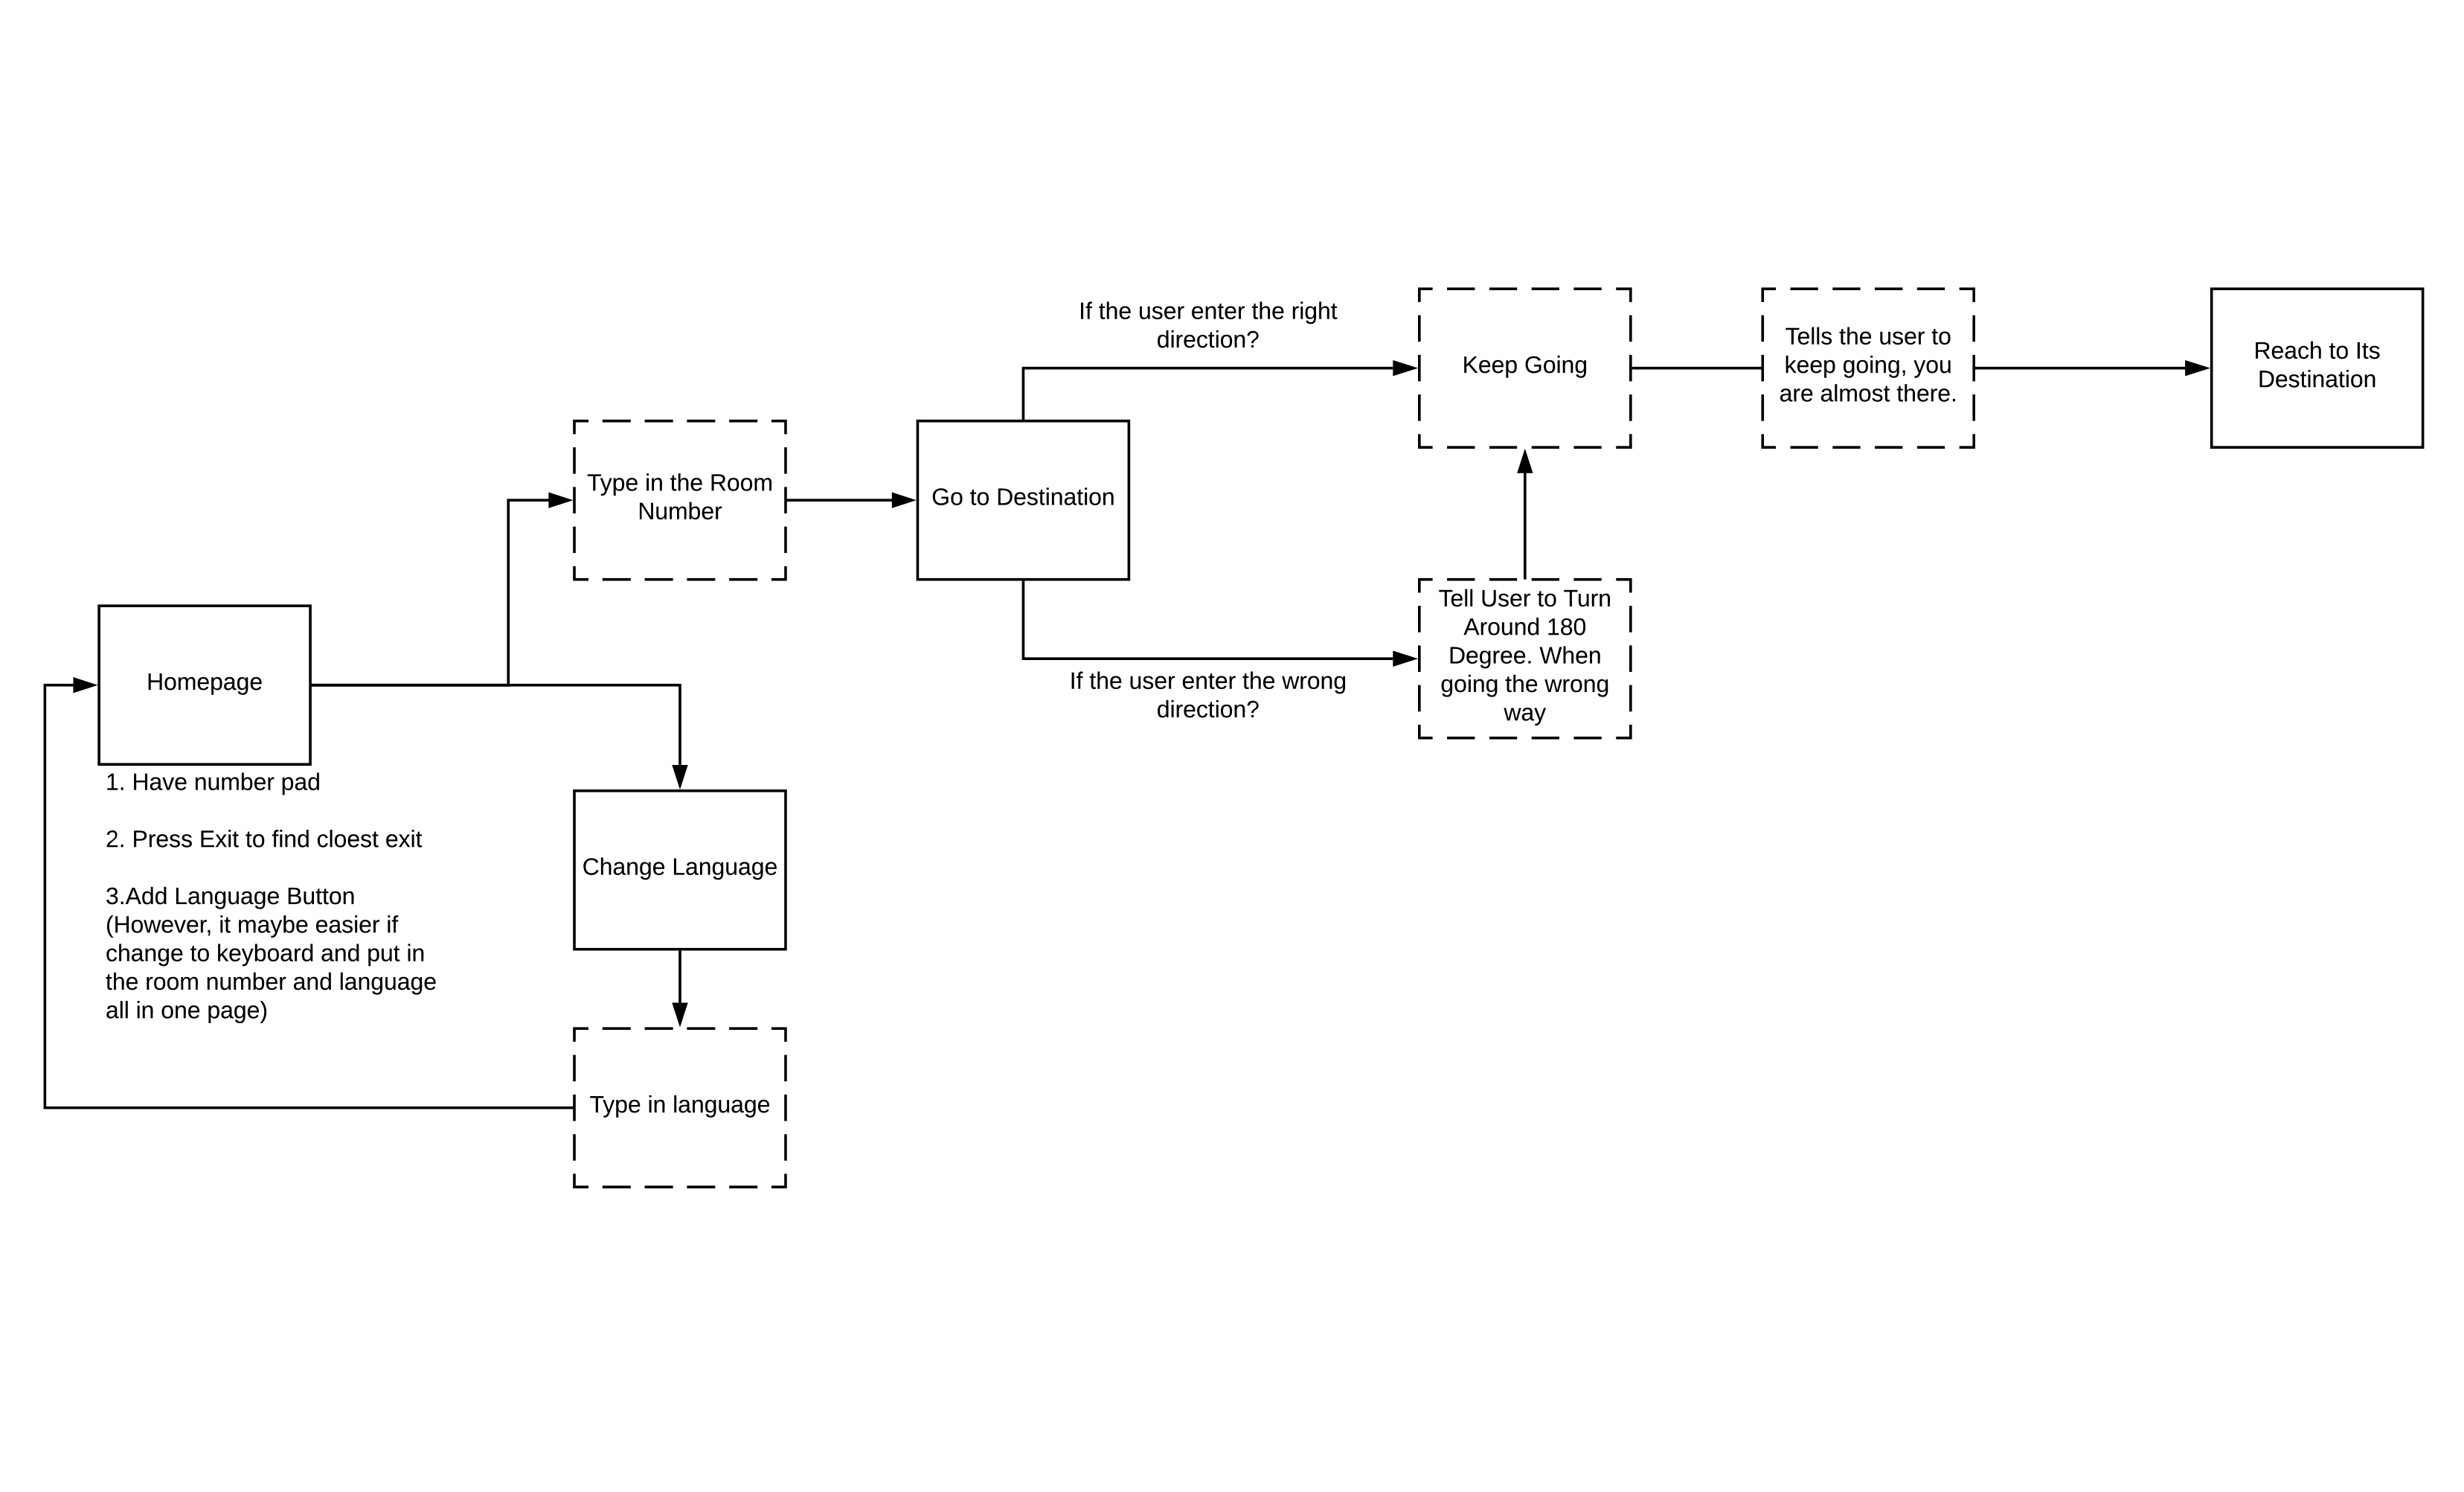 If the user enter the right
direction?
Keep Going
Tells the user to
keep going, you
are almost there.
Reach to Its
Destination
Type in the Room
Number
Go to Destination
Tell User to Turn
Around 180
Degree. When
going the wrong
way
If the user enter the wrong
direction?
Homepage
1. Have number pad
2. Press Exit to find cloest exit
3.Add Language Button
(However, it maybe easier if
change to keyboard and put in
the room number and language
all in one page)
Change Language
Type in language